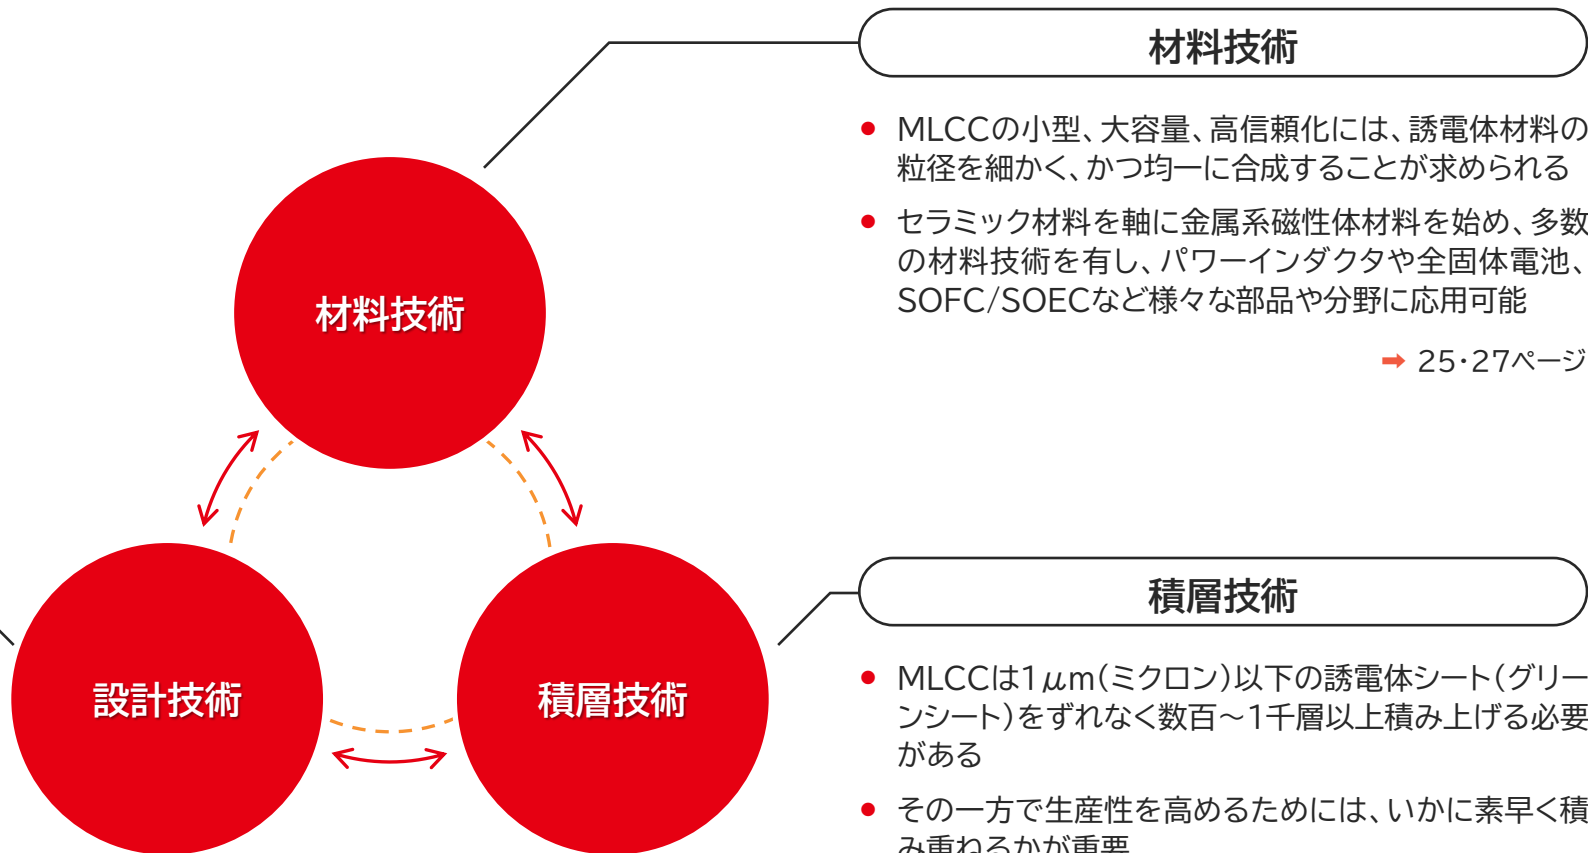 材料技術
MLCCの小型、大容量、高信頼化には、誘電体材料の
粒径を細かく、かつ均一に合成することが求められる
セラミック材料を軸に金属系磁性体材料を始め、多数
の材料技術を有し、パワーインダクタや全固体電池、
SOFC/SOECなど様々な部品や分野に応用可能
➡ 25・27ページ
材料技術
設計技術
積層技術
積層技術
MLCCは1μm(ミクロン)以下の誘電体シート(グリー
ンシート)をずれなく数百～1千層以上積み上げる必要
がある
その一方で生産性を高めるためには、いかに素早く積
み重ねるかが重要